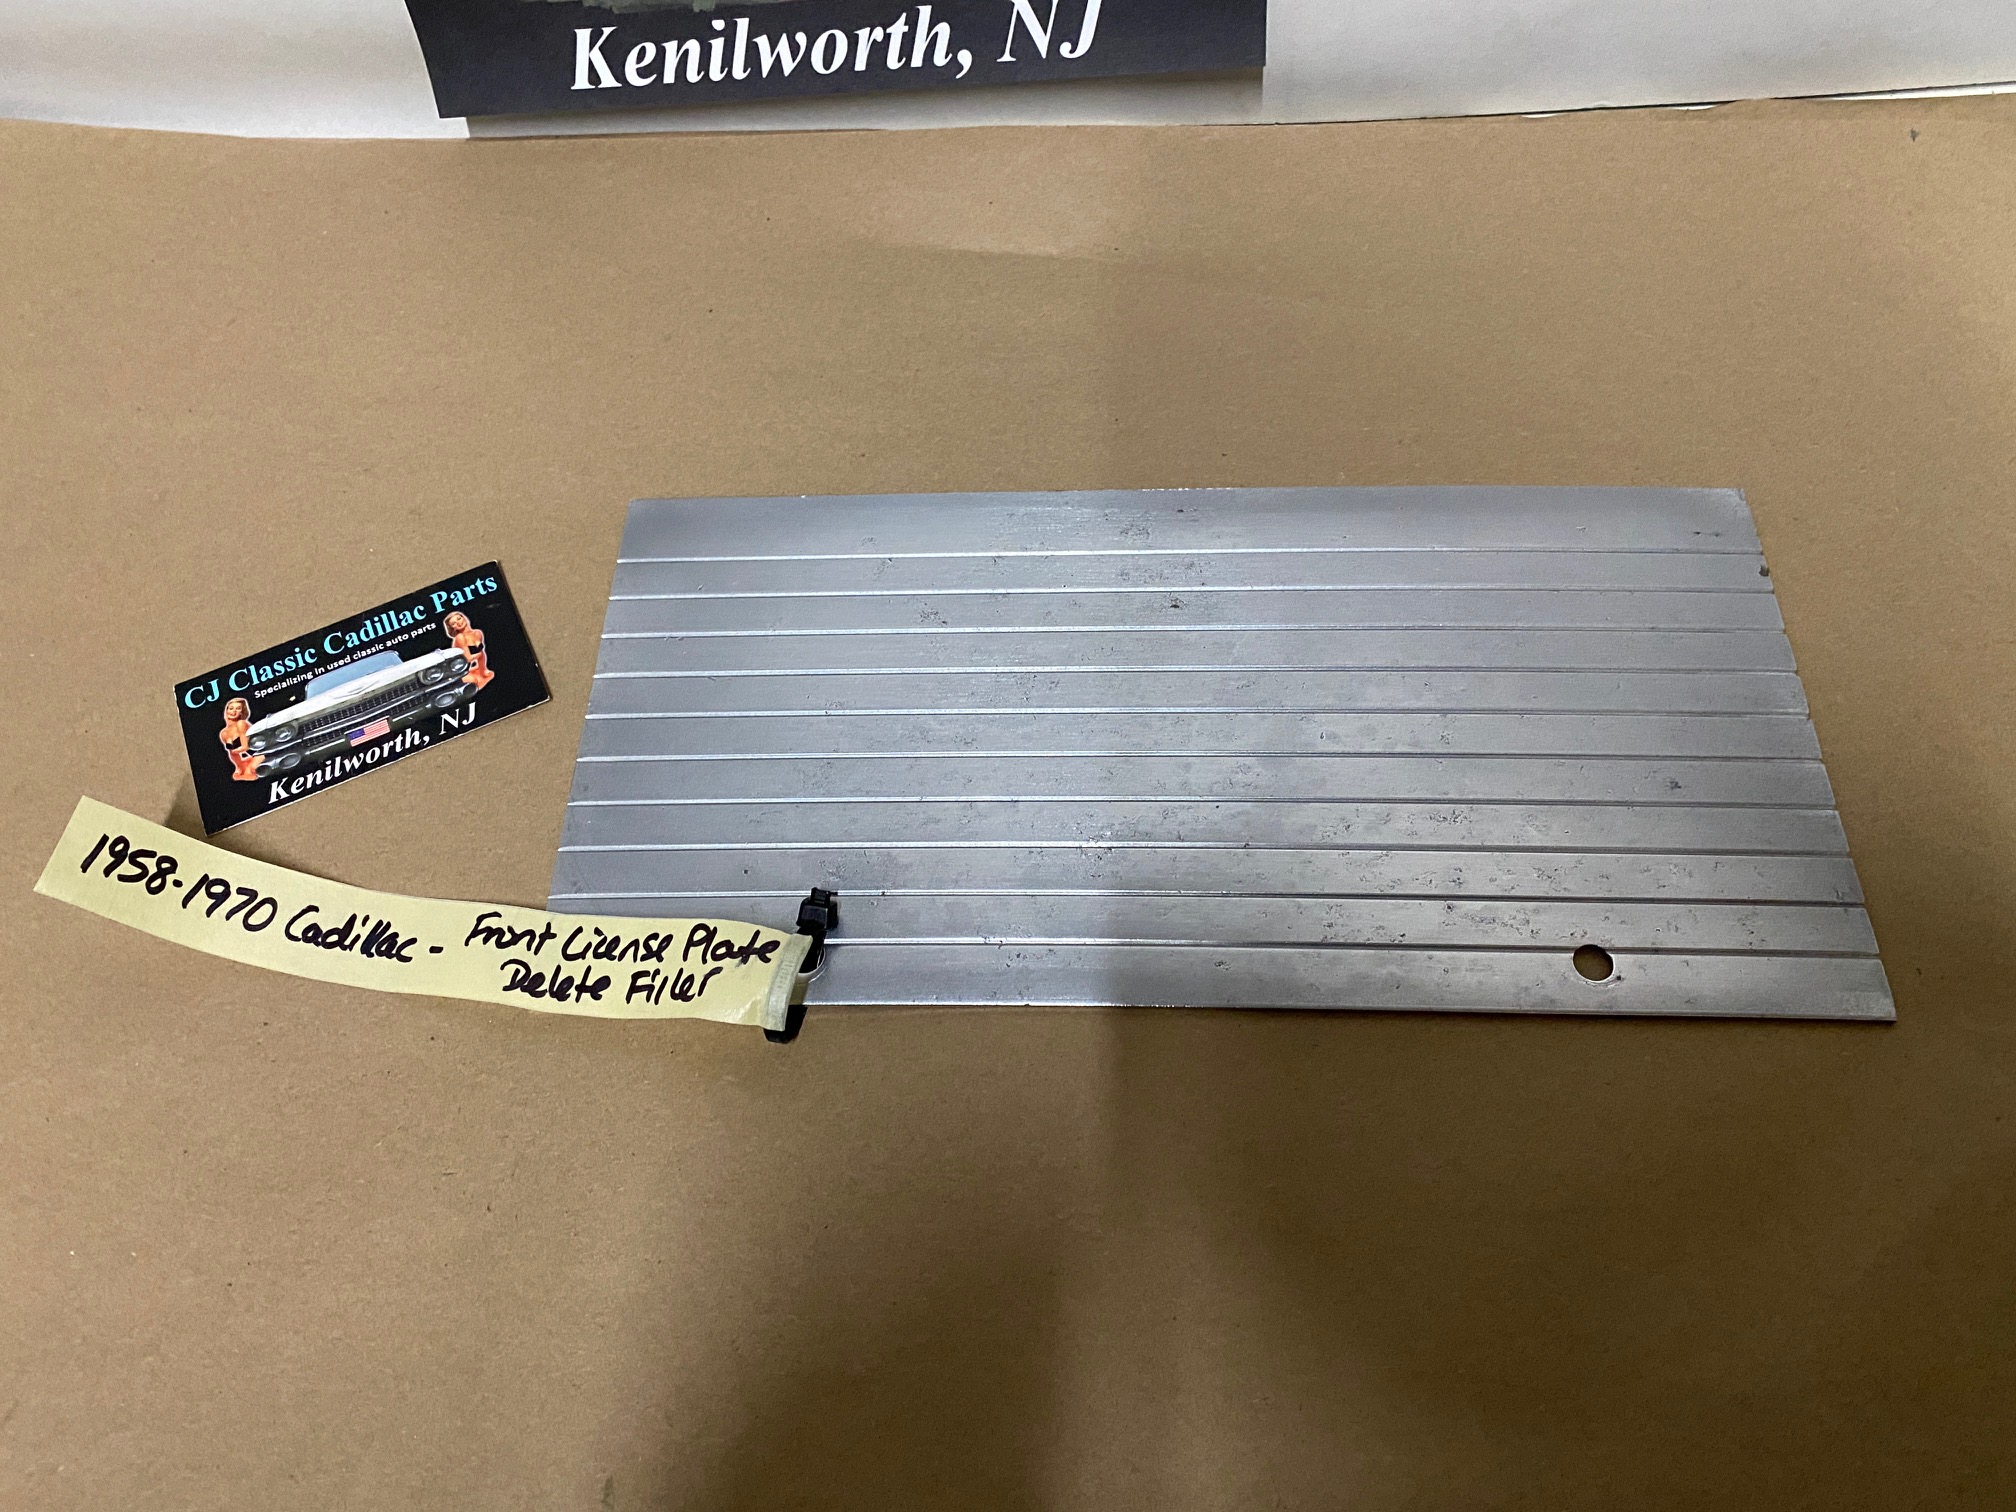 Kenilworth, NJ
CJ Classic Cadillac Parts
Specializing in used classic auto parts
Kenilworth, NJ
1958-1970 Cadillac - Front License Plate
Delete Filler